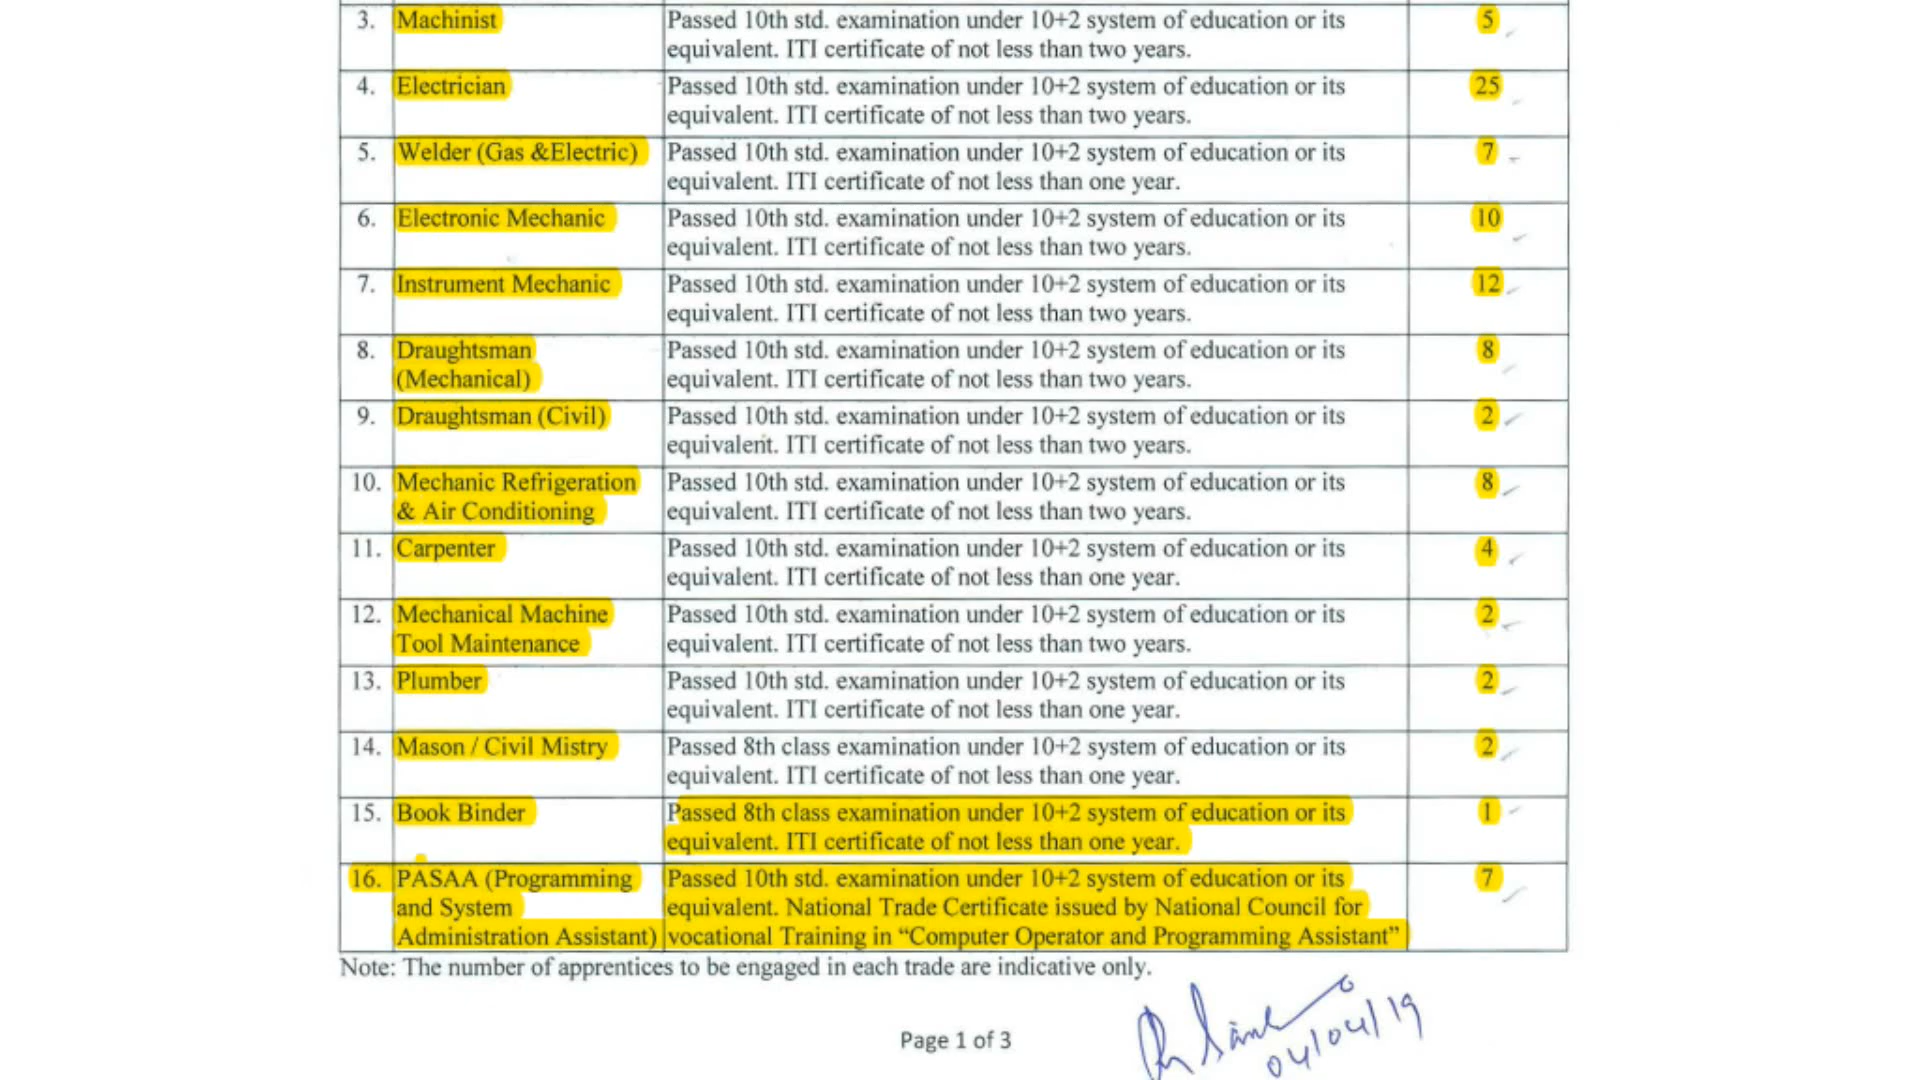 3. Machinist Passed 10th std. examination under 10+2 system of education or its 5
equivalent. ITI certificate of not less than two years.
4. Electrician Passed 10th std. examination under 10+2 system of education or its 25
equivalent. ITI certificate of not less than two years.
5. Welder (Gas &Electric) Passed 10th std. examination under 10+2 system of education or its 7
equivalent. ITI certificate of not less than one year.
6. Electronic Mechanic Passed 10th std. examination under 10+2 system of education or its 10
equivalent. ITI certificate of not less than two years.
7. Instrument Mechanic Passed 10th std. examination under 10+2 system of education or its 12
equivalent. ITI certificate of not less than two years.
8. Draughtsman Passed 10th std. examination under 10+2 system of education or its 8
(Mechanical) equivalent. ITI certificate of not less than two years.
9. Draughtsman (Civil) Passed 10th std. examination under 10+2 system of education or its 2
equivalent. ITI certificate of not less than two years.
10. Mechanic Refrigeration Passed 10th std. examination under 10+2 system of education or its 8
& Air Conditioning equivalent. ITI certificate of not less than two years.
11. Carpenter Passed 10th std. examination under 10+2 system of education or its 4
equivalent. ITI certificate of not less than one year.
12. Mechanical Machine Passed 10th std. examination under 10+2 system of education or its 2
Tool Maintenance equivalent. ITI certificate of not less than two years.
13. Plumber Passed 10th std. examination under 10+2 system of education or its 2
equivalent. ITI certificate of not less than one year.
14. Mason / Civil Mistry Passed 8th class examination under 10+2 system of education or its 2
equivalent. ITI certificate of not less than one year.
15. Book Binder Passed 8th class examination under 10+2 system of education or its 1
equivalent. ITI certificate of not less than one year.
16. PASAA (Programming Passed 10th std. examination under 10+2 system of education or its 7
and System equivalent. National Trade Certificate issued by National Council for
Administration Assistant) vocational Training in “Computer Operator and Programming Assistant”
Note: The number of apprentices to be engaged in each trade are indicative only.
Page 1 of 3
04/04/19